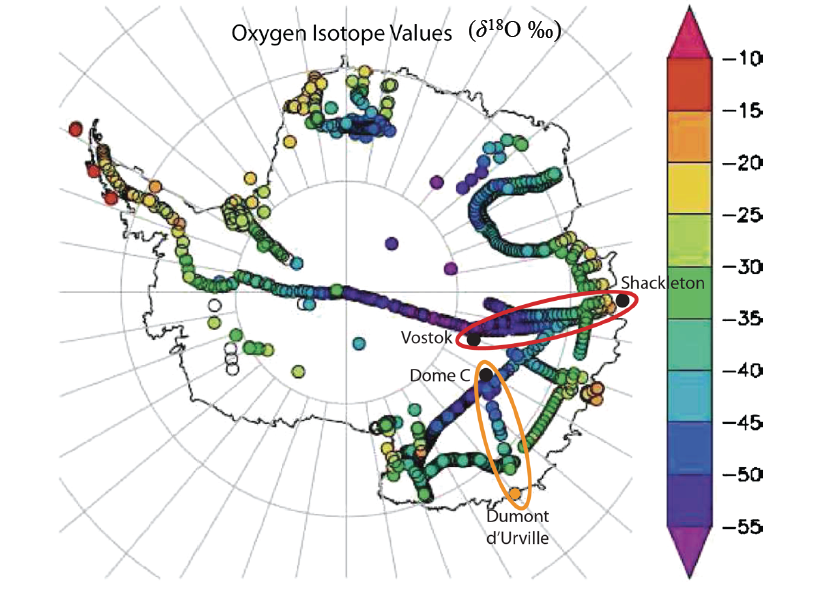 Oxygen Isotope Values (δ¹⁸O ‰)
−10
−15
−20
−25
−30
−35
−40
−45
−50
−55
Shackleton
Vostok
Dome C
Dumont
d'Urville